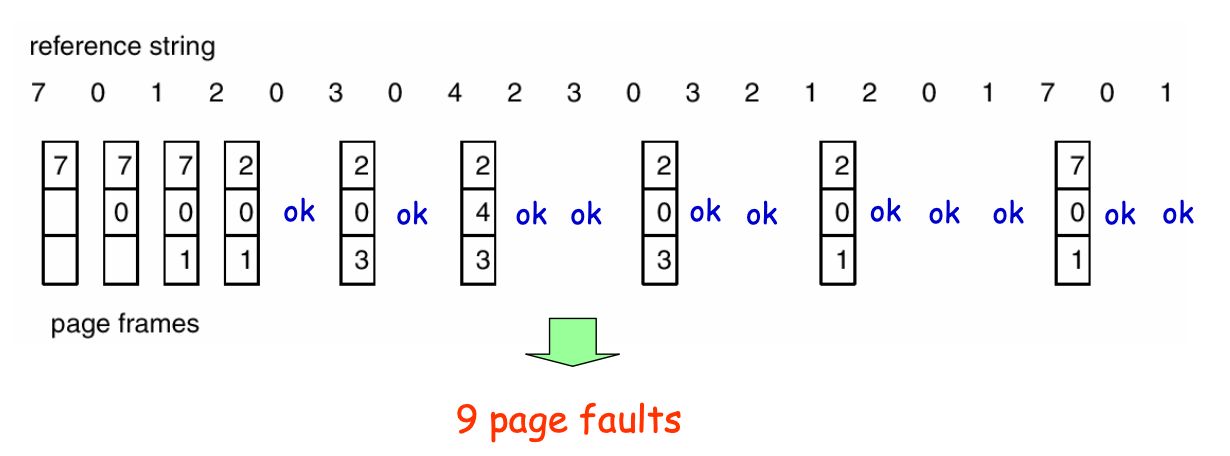 reference string
7 0 1 2 0 3 0 4 2 3 0 3 2 1 2 0 1 7 0 1
7 7 7 2 2 2 2 2 7
0 0 0 ok 0 ok 4 ok ok 0 ok ok 0 ok ok ok 0 ok ok
1 1 3 3 3 1 1
page frames
9 page faults